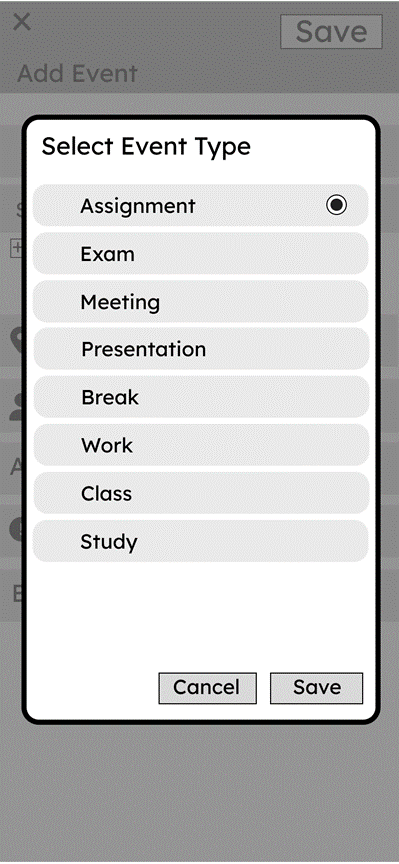 Save
Add Event
Select Event Type
Assignment
Exam
Meeting
Presentation
Break
Work
Class
Study
Cancel
Save